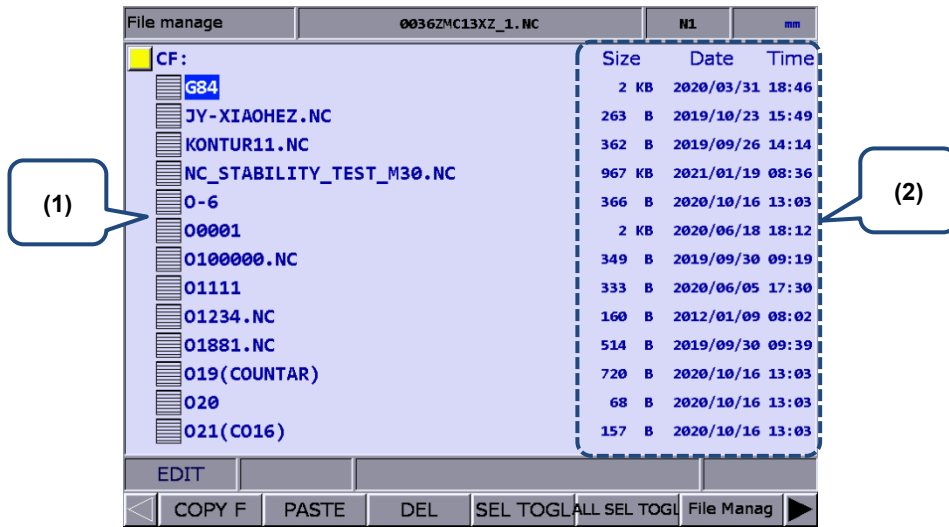 File manage 0036ZMC13XZ_1.NC N1 mm
CF: Size Date Time
G84 2 KB 2020/03/31 18:46
JY-XIAOHEZ.NC 263 B 2019/10/23 15:49
KONTUR11.NC 362 B 2019/09/26 14:14
NC_STABILITY_TEST_M30.NC 967 KB 2021/01/19 08:36
(1)
(2)
O-6 366 B 2020/10/16 13:03
O0001 2 KB 2020/06/18 18:12
O100000.NC 349 B 2019/09/30 09:19
O1111 333 B 2020/06/05 17:30
O1234.NC 160 B 2012/01/09 08:02
O1881.NC 514 B 2019/09/30 09:39
O19(COUNTAR) 720 B 2020/10/16 13:03
O20 68 B 2020/10/16 13:03
O21(CO16) 157 B 2020/10/16 13:03
EDIT
COPY F PASTE DEL SEL TOGL ALL SEL TOGL File Manag